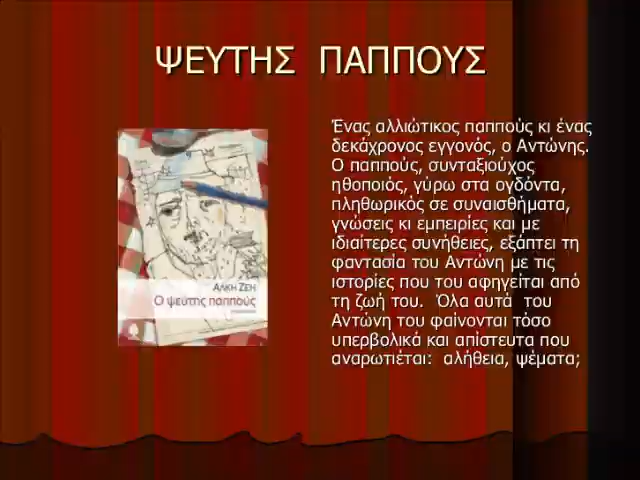 ΨΕΥΤΗΣ ΠΑΠΠΟΥΣ
Ένας αλλιώτικος παππούς κι ένας
δεκάχρονος εγγονός, ο Αντώνης.
Ο παππούς, συνταξιούχος
ηθοποιός, γύρω στα ογδόντα,
πληθωρικός σε συναισθήματα,
γνώσεις κι εμπειρίες και με
ιδιαίτερες συνήθειες, εξάπτει τη
φαντασία του Αντώνη με τις
ιστορίες που του αφηγείται από
τη ζωή του. Όλα αυτά του
Αντώνη του φαίνονται τόσο
υπερβολικά και απίστευτα που
αναρωτιέται: αλήθεια, ψέματα;
ΑΛΚΗ ΖΕΗ
Ο ψεύτης παππούς